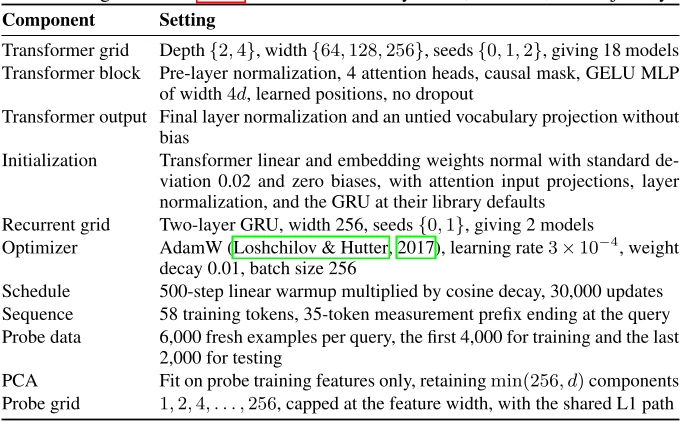 Component Setting
Transformer grid Depth {2, 4}, width {64, 128, 256}, seeds {0, 1, 2}, giving 18 models
Transformer block Pre-layer normalization, 4 attention heads, causal mask, GELU MLP
of width 4d, learned positions, no dropout
Transformer output Final layer normalization and an untied vocabulary projection without
bias
Initialization Transformer linear and embedding weights normal with standard de-
viation 0.02 and zero biases, with attention input projections, layer
normalization, and the GRU at their library defaults
Recurrent grid Two-layer GRU, width 256, seeds {0, 1}, giving 2 models
Optimizer AdamW (Loshchilov & Hutter, 2017), learning rate 3 × 10⁻⁴, weight
decay 0.01, batch size 256
Schedule 500-step linear warmup multiplied by cosine decay, 30,000 updates
Sequence 58 training tokens, 35-token measurement prefix ending at the query
Probe data 6,000 fresh examples per query, the first 4,000 for training and the last
2,000 for testing
PCA Fit on probe training features only, retaining min(256, d) components
Probe grid 1, 2, 4, . . . , 256, capped at the feature width, with the shared L1 path